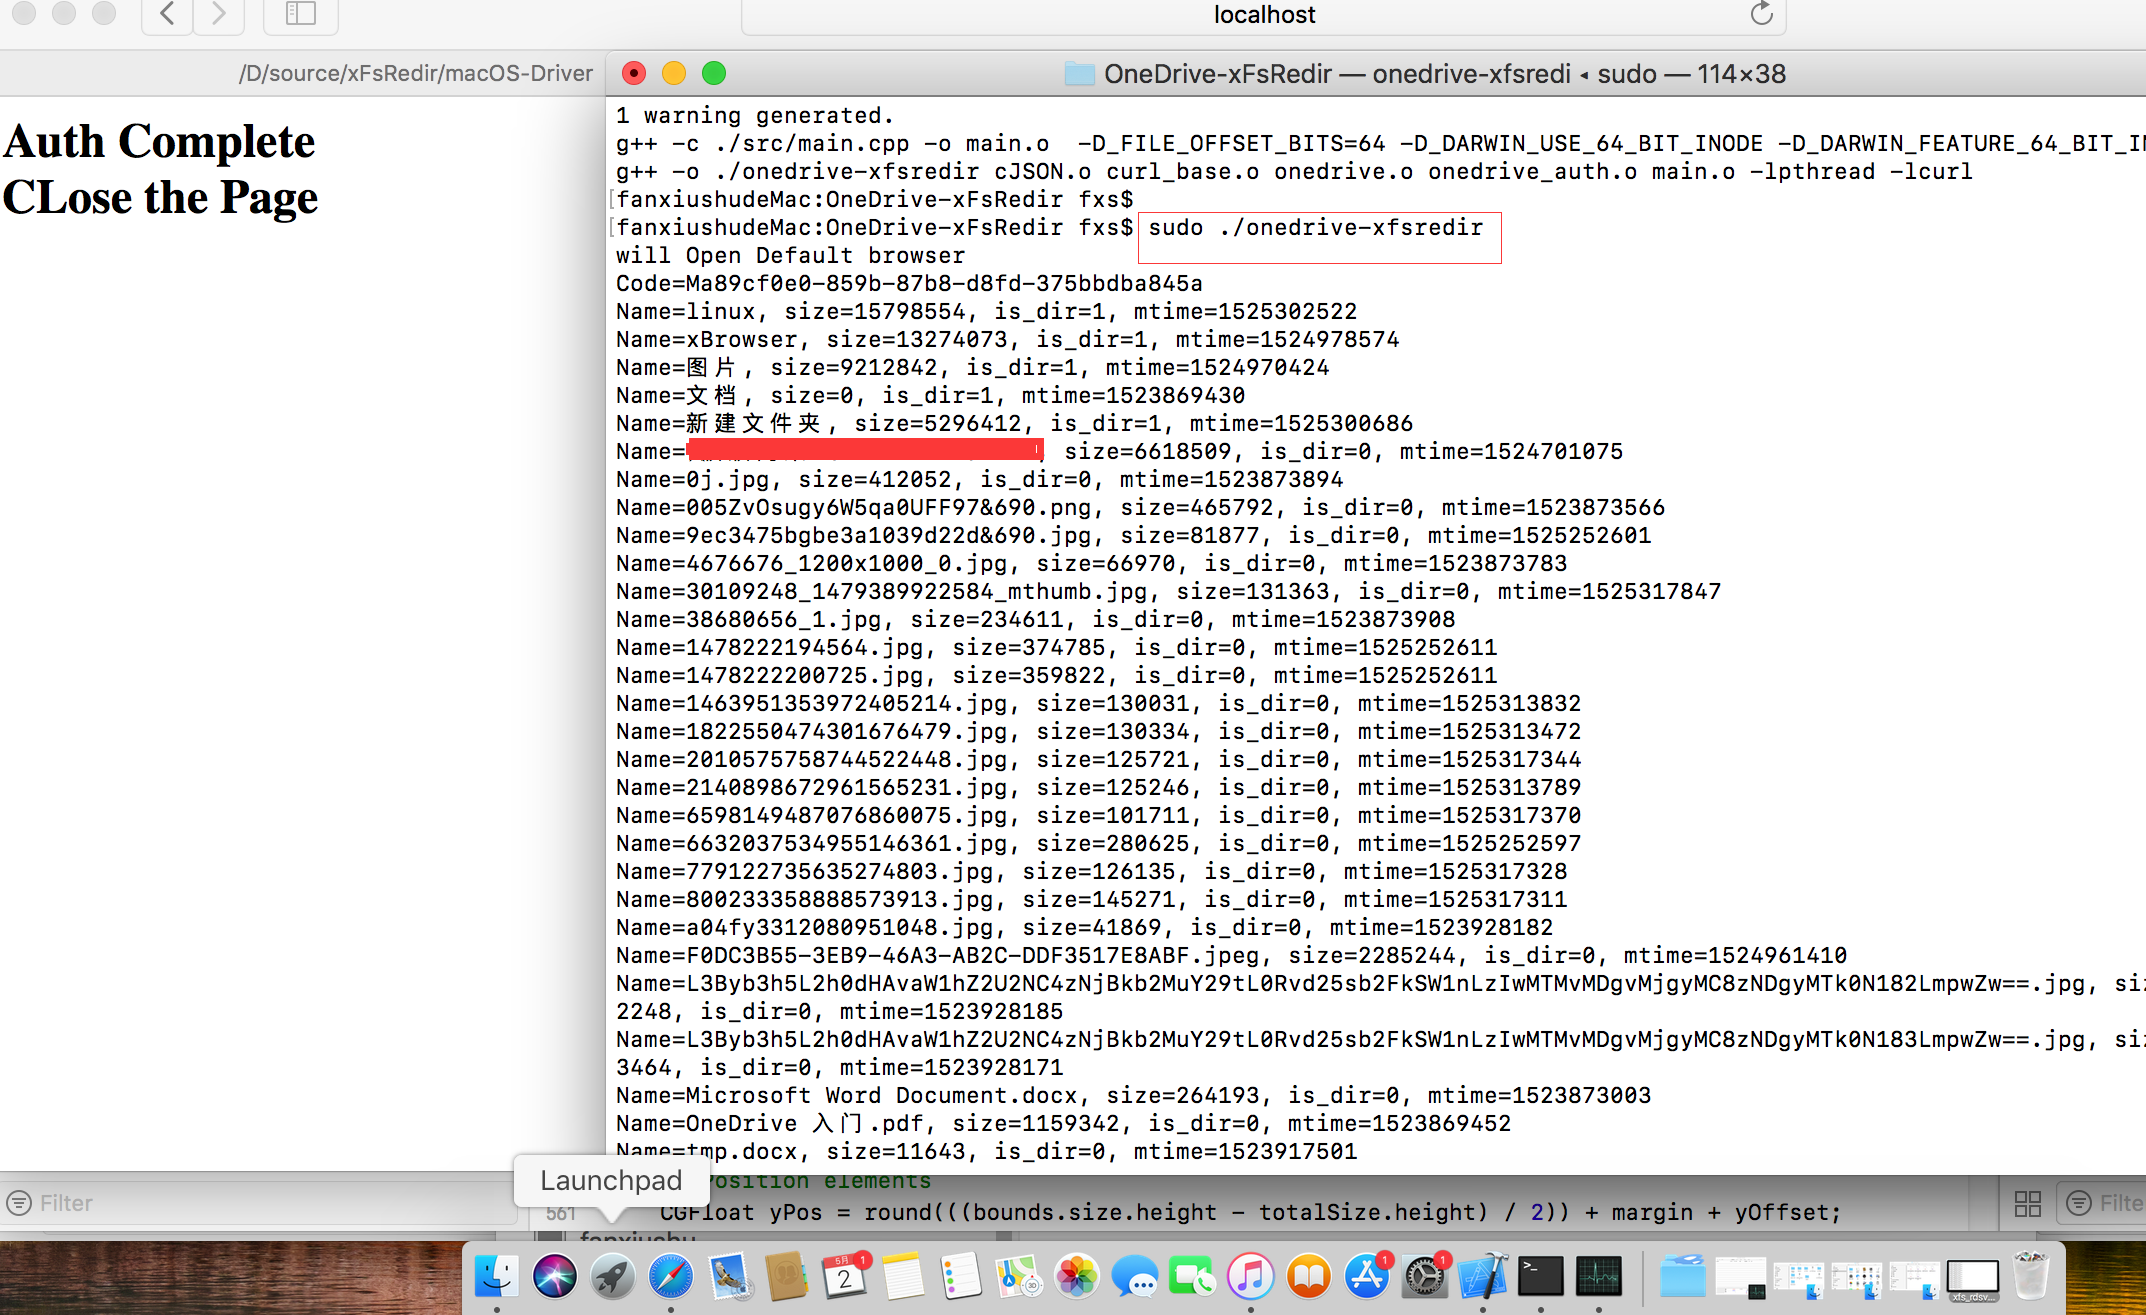 localhost
/D/source/xFsRedir/macOS-Driver
OneDrive-xFsRedir — onedrive-xfsredi ◂ sudo — 114×38
Auth Complete
CLose the Page
1 warning generated.
g++ -c ./src/main.cpp -o main.o  -D_FILE_OFFSET_BITS=64 -D_DARWIN_USE_64_BIT_INODE -D_DARWIN_FEATURE_64_BIT_IN
g++ -o ./onedrive-xfsredir cJSON.o curl_base.o onedrive.o onedrive_auth.o main.o -lpthread -lcurl
[fanxiushudeMac:OneDrive-xFsRedir fxs$
[fanxiushudeMac:OneDrive-xFsRedir fxs$ sudo ./onedrive-xfsredir
will Open Default browser
Code=Ma89cf0e0-859b-87b8-d8fd-375bbdba845a
Name=linux, size=15798554, is_dir=1, mtime=1525302522
Name=xBrowser, size=13274073, is_dir=1, mtime=1524978574
Name=图片, size=9212842, is_dir=1, mtime=1524970424
Name=文档, size=0, is_dir=1, mtime=1523869430
Name=新建文件夹, size=5296412, is_dir=1, mtime=1525300686
Name= , size=6618509, is_dir=0, mtime=1524701075
Name=0j.jpg, size=412052, is_dir=0, mtime=1523873894
Name=005ZvOsugy6W5qa0UFF97&690.png, size=465792, is_dir=0, mtime=1523873566
Name=9ec3475bgbe3a1039d22d&690.jpg, size=81877, is_dir=0, mtime=1525252601
Name=4676676_1200x1000_0.jpg, size=66970, is_dir=0, mtime=1523873783
Name=30109248_1479389922584_mthumb.jpg, size=131363, is_dir=0, mtime=1525317847
Name=38680656_1.jpg, size=234611, is_dir=0, mtime=1523873908
Name=1478222194564.jpg, size=374785, is_dir=0, mtime=1525252611
Name=1478222200725.jpg, size=359822, is_dir=0, mtime=1525252611
Name=1463951353972405214.jpg, size=130031, is_dir=0, mtime=1525313832
Name=1822550474301676479.jpg, size=130334, is_dir=0, mtime=1525313472
Name=2010575758744522448.jpg, size=125721, is_dir=0, mtime=1525317344
Name=2140898672961565231.jpg, size=125246, is_dir=0, mtime=1525313789
Name=6598149487076860075.jpg, size=101711, is_dir=0, mtime=1525317370
Name=6632037534955146361.jpg, size=280625, is_dir=0, mtime=1525252597
Name=779122735635274803.jpg, size=126135, is_dir=0, mtime=1525317328
Name=800233358888573913.jpg, size=145271, is_dir=0, mtime=1525317311
Name=a04fy3312080951048.jpg, size=41869, is_dir=0, mtime=1523928182
Name=F0DC3B55-3EB9-46A3-AB2C-DDF3517E8ABF.jpeg, size=2285244, is_dir=0, mtime=1524961410
Name=L3Byb3h5L2h0dHAvaW1hZ2U2NC4zNjBkb2MuY29tL0Rvd25sb2FkSW1nLzIwMTMvMDgvMjgyMC8zNDgyMTk0N182LmpwZw==.jpg, siz
2248, is_dir=0, mtime=1523928185
Name=L3Byb3h5L2h0dHAvaW1hZ2U2NC4zNjBkb2MuY29tL0Rvd25sb2FkSW1nLzIwMTMvMDgvMjgyMC8zNDgyMTk0N183LmpwZw==.jpg, siz
3464, is_dir=0, mtime=1523928171
Name=Microsoft Word Document.docx, size=264193, is_dir=0, mtime=1523873003
Name=OneDrive 入门.pdf, size=1159342, is_dir=0, mtime=1523869452
Name=tmp.docx, size=11643, is_dir=0, mtime=1523917501
Launchpad
Position elements
Filter
561 CGFloat yPos = round(((bounds.size.height - totalSize.height) / 2)) + margin + yOffset;
Filte
fanxiushu
5月
2
1
1
1